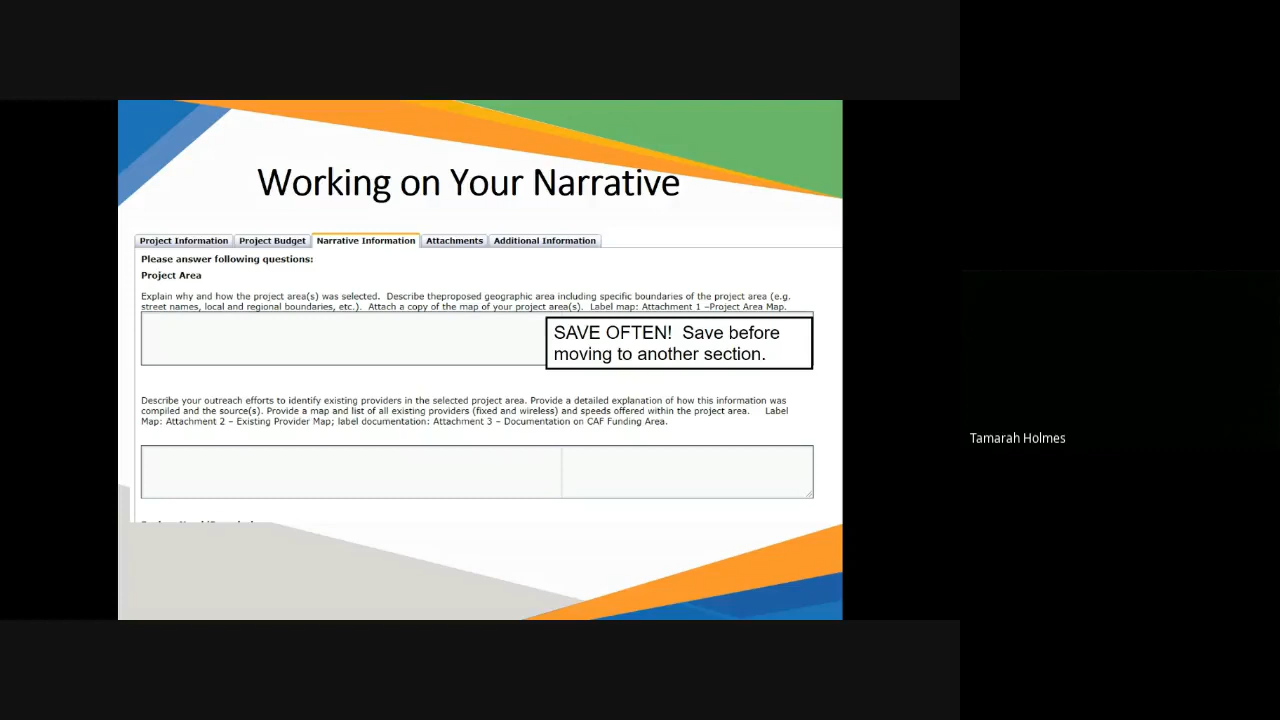 Working on Your Narrative
Project Information Project Budget Narrative Information Attachments Additional Information
Please answer following questions:
Project Area
Explain why and how the project area(s) was selected. Describe theproposed geographic area including specific boundaries of the project area (e.g.
street names, local and regional boundaries, etc.). Attach a copy of the map of your project area(s). Label map: Attachment 1 –Project Area Map.
SAVE OFTEN! Save before
moving to another section.
Describe your outreach efforts to identify existing providers in the selected project area. Provide a detailed explanation of how this information was
compiled and the source(s). Provide a map and list of all existing providers (fixed and wireless) and speeds offered within the project area. Label
Map: Attachment 2 – Existing Provider Map; label documentation: Attachment 3 – Documentation on CAF Funding Area.
Tamarah Holmes